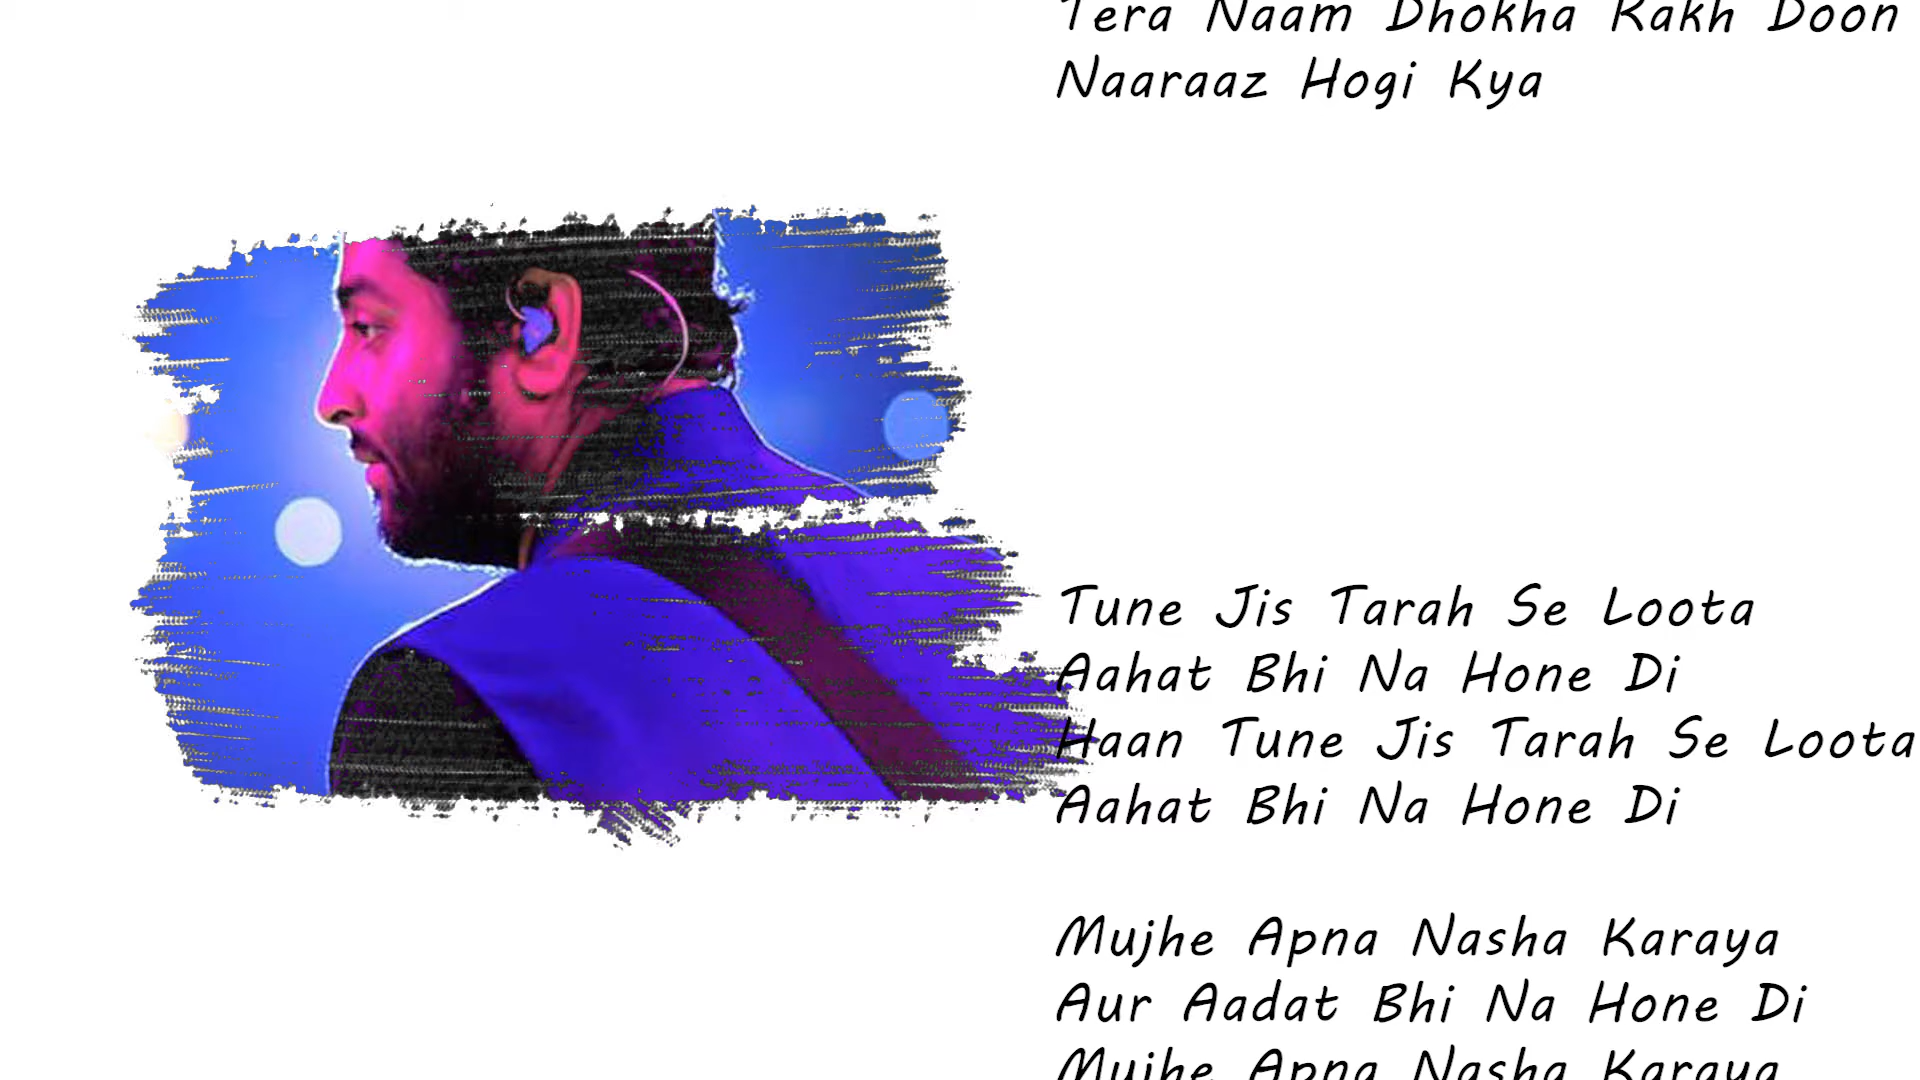 Tera Naam Dhokha Rakh Doon
Naaraaz Hogi Kya
Tune Jis Tarah Se Loota
Aahat Bhi Na Hone Di
Haan Tune Jis Tarah Se Loota
Aahat Bhi Na Hone Di
Mujhe Apna Nasha Karaya
Aur Aadat Bhi Na Hone Di
Mujhe Apna Nasha Karaya